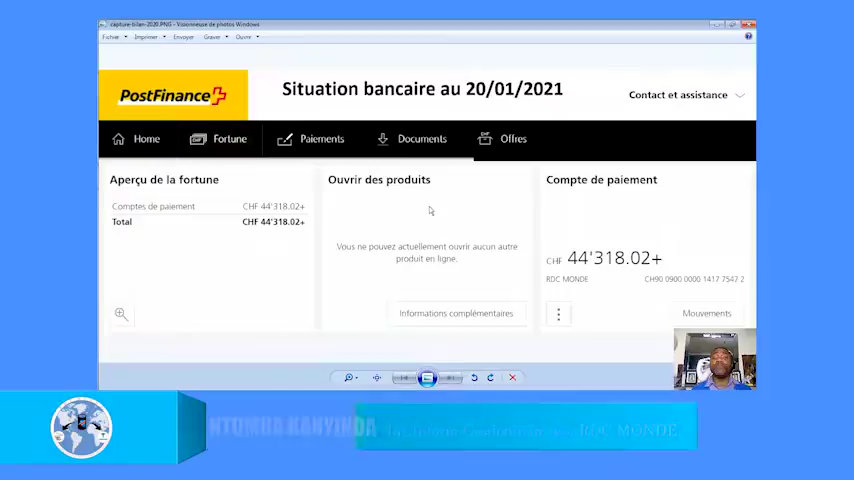 capture-bilan-2020.PNG - Visionneuse de photos Windows
Fichier Imprimer Envoyer Graver Ouvrir
PostFinance
Situation bancaire au 20/01/2021
Contact et assistance
Home Fortune Paiements Documents Offres
Aperçu de la fortune
Comptes de paiement CHF 44'318.02+
Total CHF 44'318.02+
Ouvrir des produits
Vous ne pouvez actuellement ouvrir aucun autre
produit en ligne.
Informations complémentaires
Compte de paiement
CHF 44'318.02+
RDC MONDE CH90 0900 0000 1417 7547 2
Mouvements
NTOMBA KANYINDA
RDC MONDE